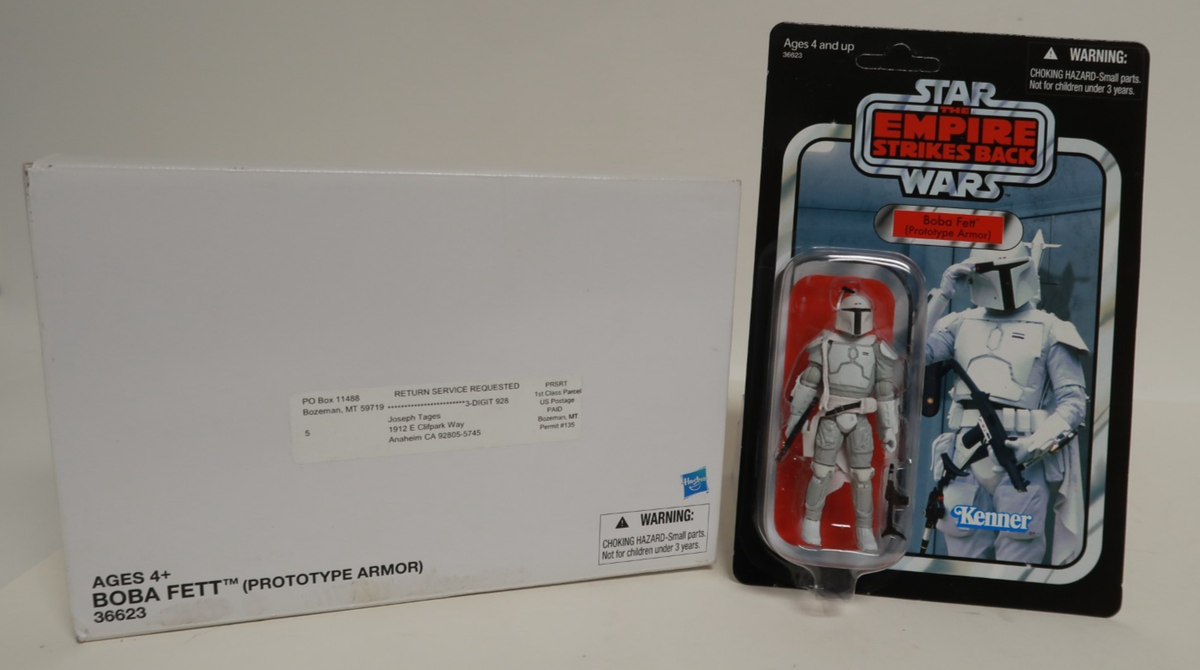 PO Box 11488
RETURN SERVICE REQUESTED
Bozeman, MT 59719 ************************3-DIGIT 928
5
Joseph Tages
1912 E Clifpark Way
Anaheim CA 92805-5745
PRSRT
1st Class Parcel
US Postage
PAID
Bozeman, MT
Permit #135
Hasbro
WARNING:
CHOKING HAZARD-Small parts.
Not for children under 3 years.
AGES 4+
BOBA FETT™ (PROTOTYPE ARMOR)
36623
Ages 4 and up
36623
WARNING:
CHOKING HAZARD-Small parts.
Not for children under 3 years.
STAR
THE
EMPIRE
STRIKES BACK
WARS
Boba Fett™
(Prototype Armor)
Kenner